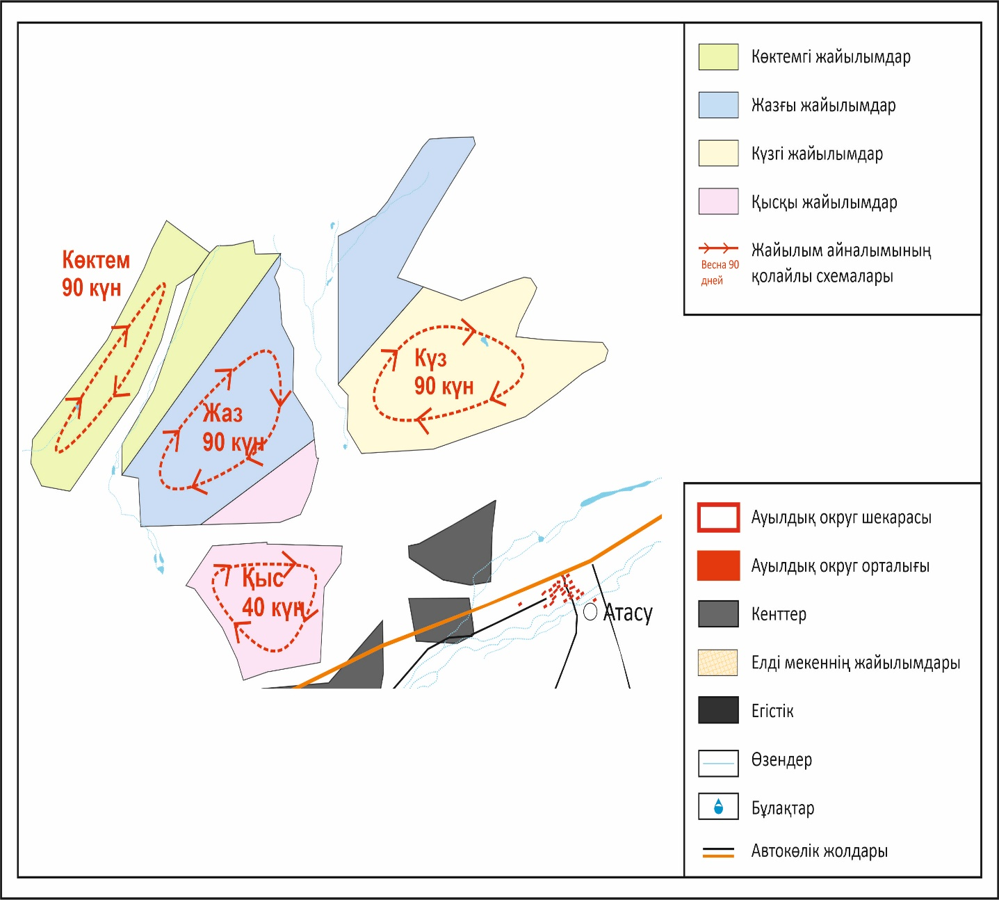 Көктемгі жайылымдар
Жазғы жайылымдар
Күзгі жайылымдар
Қысқы жайылымдар
Жайылым айналымының
қолайлы схемалары
Весна 90
дней
Көктем
90 күн
Күз
90 күн
Жаз
90 күн
Қыс
40 күн
Атасу
Ауылдық округ шекарасы
Ауылдық округ орталығы
Кенттер
Елді мекеннің жайылымдары
Егістік
Өзендер
Бұлақтар
Автокөлік жолдары